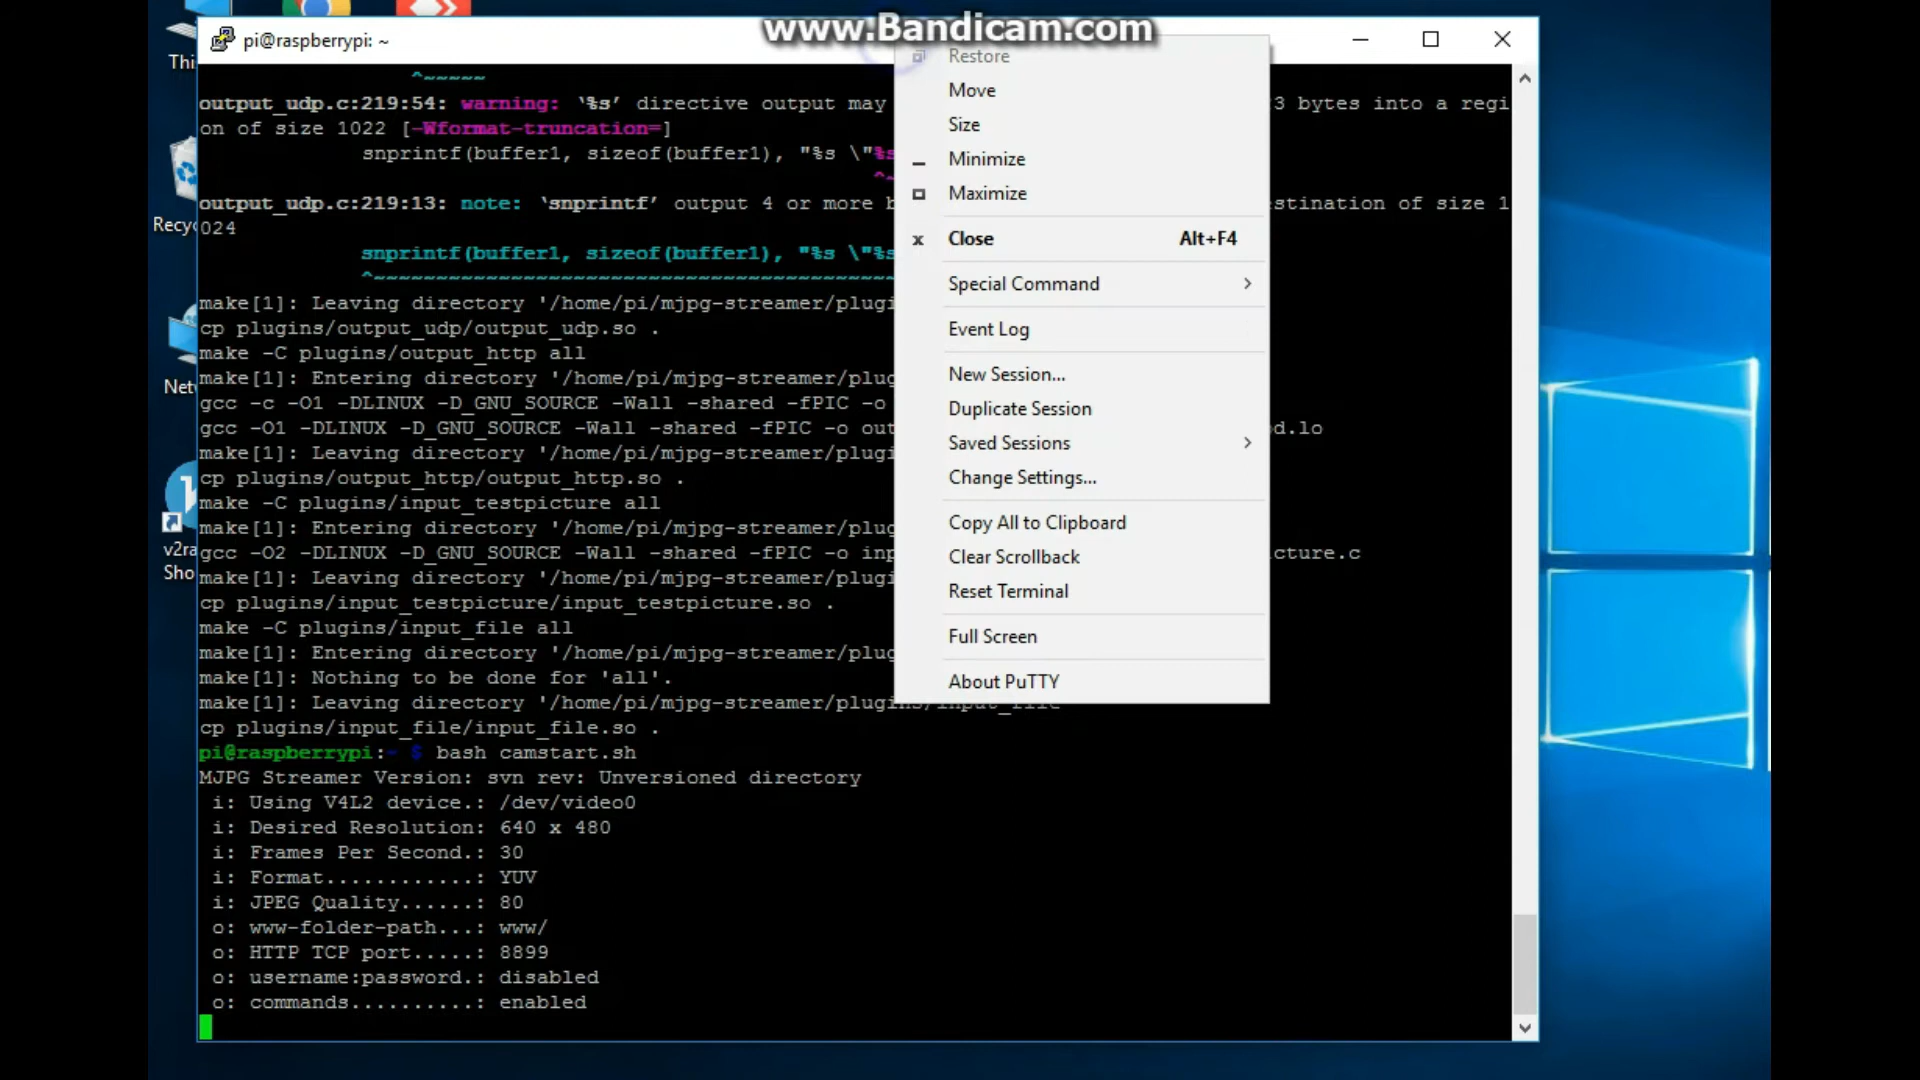 www.Bandicam.com
pi@raspberrypi: ~
Thi
Recyc
Net
v2ra
Sho
^~~~~~
output_udp.c:219:54: warning: ‘%s’ directive output may
3 bytes into a regi
on of size 1022 [-Wformat-truncation=]
snprintf(buffer1, sizeof(buffer1), "%s \"%s
^~
output_udp.c:219:13: note: ‘snprintf’ output 4 or more b
stination of size 1
024
snprintf(buffer1, sizeof(buffer1), "%s \"%s
make[1]: Leaving directory '/home/pi/mjpg-streamer/plugi
cp plugins/output_udp/output_udp.so .
make -C plugins/output_http all
make[1]: Entering directory '/home/pi/mjpg-streamer/plug
gcc -c -O1 -DLINUX -D_GNU_SOURCE -Wall -shared -fPIC -o
gcc -O1 -DLINUX -D_GNU_SOURCE -Wall -shared -fPIC -o out
d.lo
make[1]: Leaving directory '/home/pi/mjpg-streamer/plugi
cp plugins/output_http/output_http.so .
make -C plugins/input_testpicture all
make[1]: Entering directory '/home/pi/mjpg-streamer/plug
gcc -O2 -DLINUX -D_GNU_SOURCE -Wall -shared -fPIC -o inp
cture.c
make[1]: Leaving directory '/home/pi/mjpg-streamer/plugi
cp plugins/input_testpicture/input_testpicture.so .
make -C plugins/input_file all
make[1]: Entering directory '/home/pi/mjpg-streamer/plug
make[1]: Nothing to be done for 'all'.
make[1]: Leaving directory '/home/pi/mjpg-streamer/plugins/input_file
cp plugins/input_file/input_file.so .
pi@raspberrypi:~ $ bash camstart.sh
MJPG Streamer Version: svn rev: Unversioned directory
i: Using V4L2 device.: /dev/video0
i: Desired Resolution: 640 x 480
i: Frames Per Second.: 30
i: Format............: YUV
i: JPEG Quality......: 80
o: www-folder-path...: www/
o: HTTP TCP port.....: 8899
o: username:password.: disabled
o: commands..........: enabled
Restore
Move
Size
Minimize
Maximize
Close Alt+F4
Special Command
Event Log
New Session...
Duplicate Session
Saved Sessions
Change Settings...
Copy All to Clipboard
Clear Scrollback
Reset Terminal
Full Screen
About PuTTY